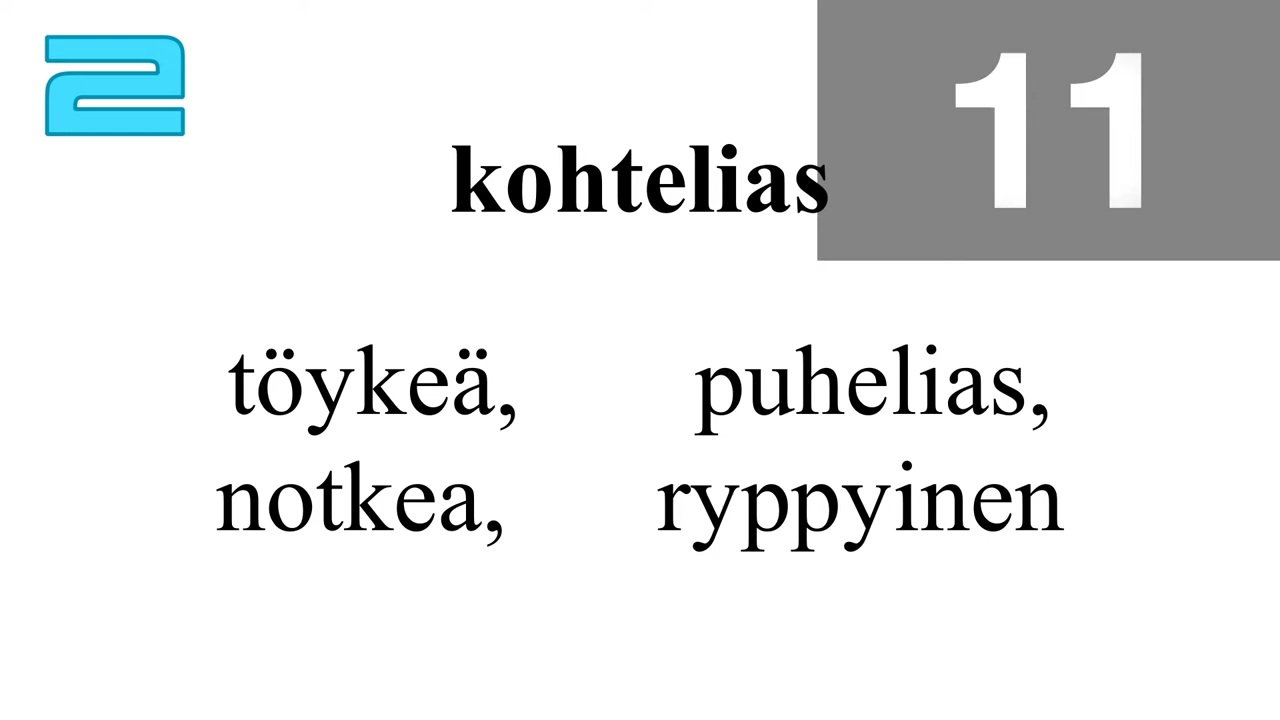 2
11
kohtelias
töykeä, puhelias,
notkea, ryppyinen